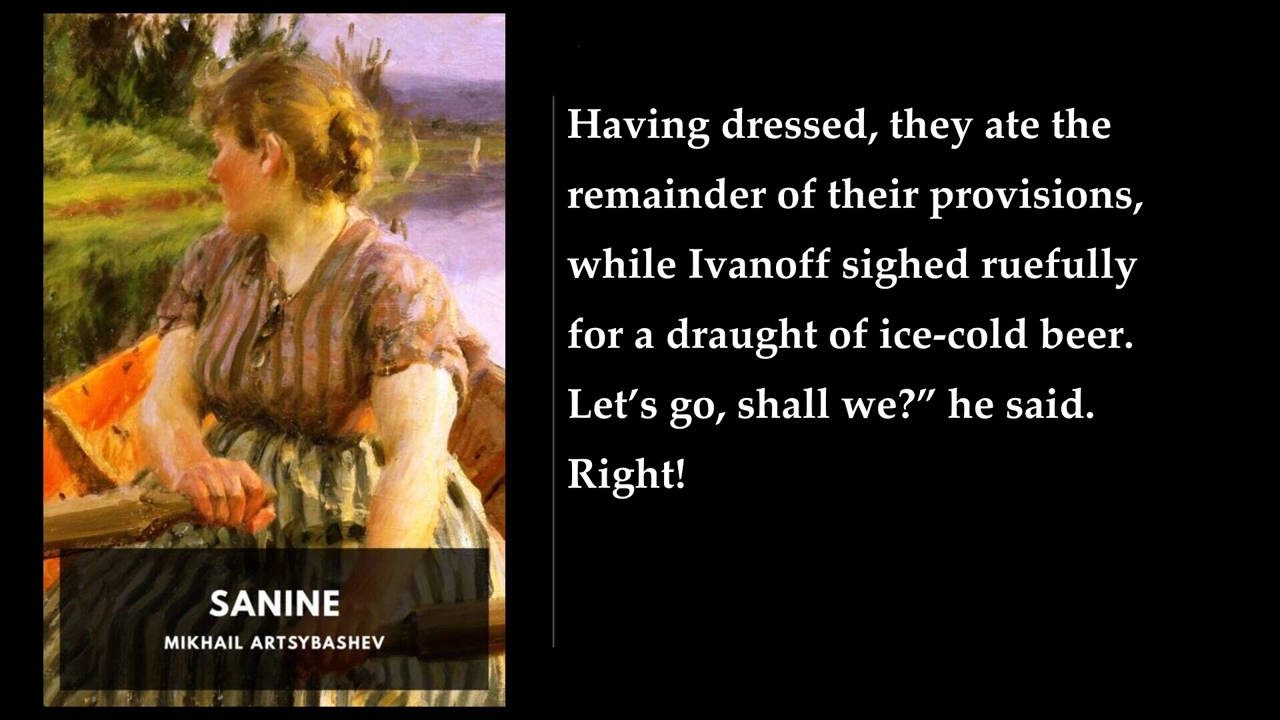 SANINE
MIKHAIL ARTSYBASHEV
Having dressed, they ate the
remainder of their provisions,
while Ivanoff sighed ruefully
for a draught of ice-cold beer.
Let’s go, shall we?” he said.
Right!